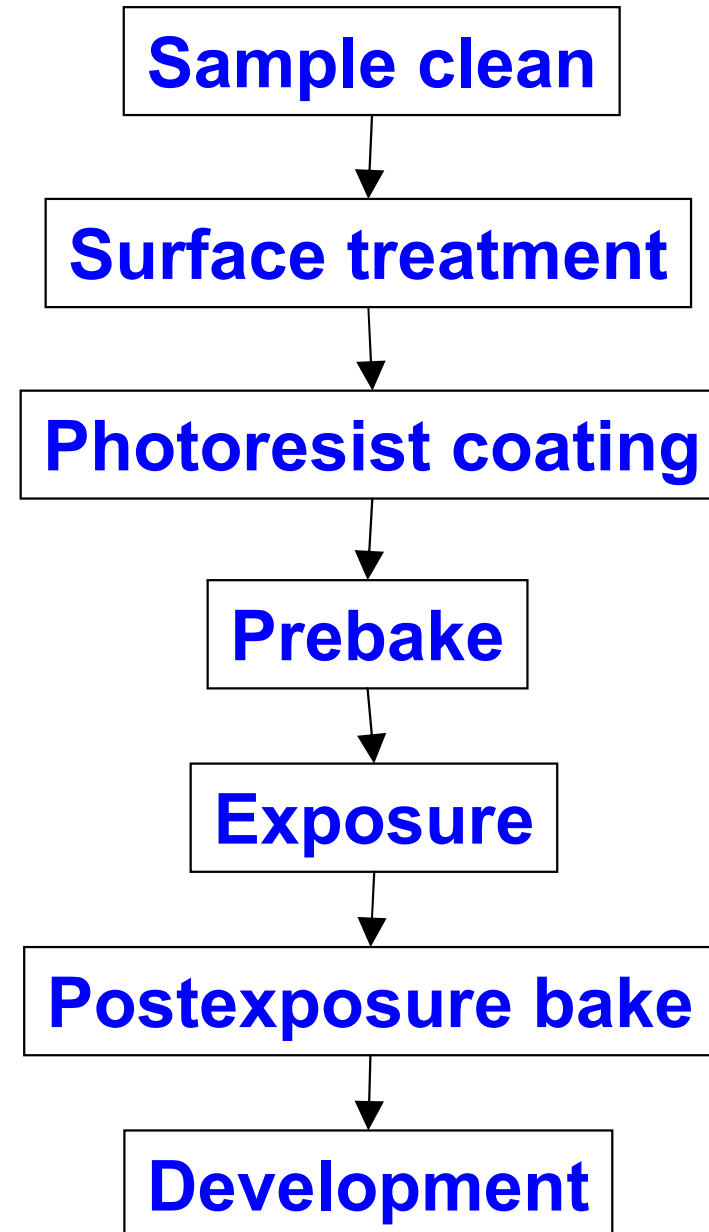 Sample clean
Surface treatment
Photoresist coating
Prebake
Exposure
Postexposure bake
Development